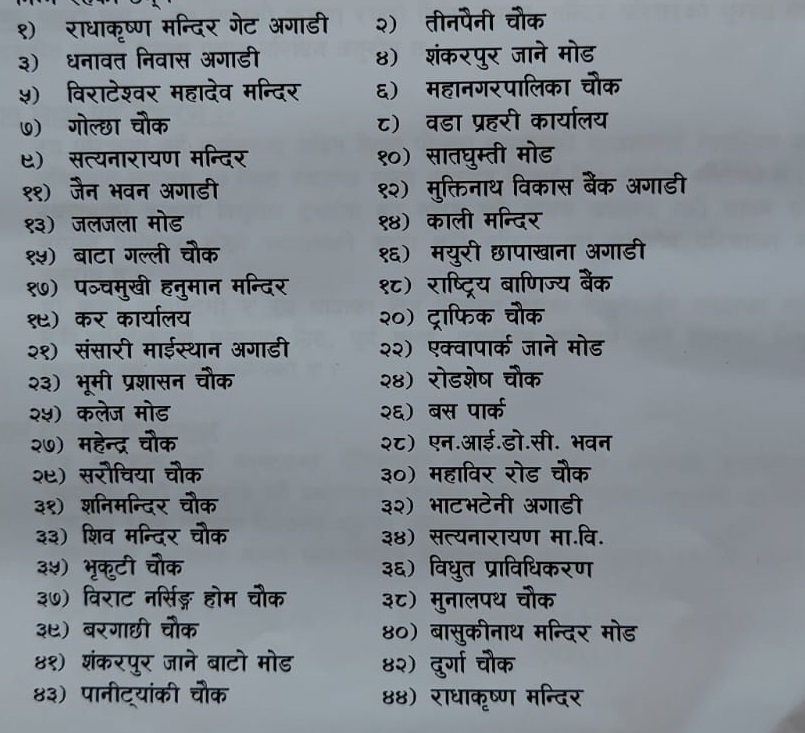 १) राधाकृष्ण मन्दिर गेट अगाडी २) तीनपैनी चौक
३) धनावत निवास अगाडी ४) शंकरपुर जाने मोड
५) विराटेश्वर महादेव मन्दिर ६) महानगरपालिका चौक
७) गोल्छा चौक ८) वडा प्रहरी कार्यालय
९) सत्यनारायण मन्दिर १०) सातघुम्ती मोड
११) जैन भवन अगाडी १२) मुक्तिनाथ विकास बैंक अगाडी
१३) जलजला मोड १४) काली मन्दिर
१५) बाटा गल्ली चौक १६) मयुरी छापाखाना अगाडी
१७) पञ्चमुखी हनुमान मन्दिर १८) राष्ट्रिय बाणिज्य बैंक
१९) कर कार्यालय २०) ट्राफिक चौक
२१) संसारी माईस्थान अगाडी २२) एक्वापार्क जाने मोड
२३) भूमी प्रशासन चौक २४) रोडशेष चौक
२५) कलेज मोड २६) बस पार्क
२७) महेन्द्र चौक २८) एन.आई.डो.सी. भवन
२९) सरौचिया चौक ३०) महाविर रोड चौक
३१) शनिमन्दिर चौक ३२) भाटभटेनी अगाडी
३३) शिव मन्दिर चौक ३४) सत्यनारायण मा.वि.
३५) भृकुटी चौक ३६) विधुत प्राविधिकरण
३७) विराट नर्सिङ्ग होम चौक ३८) मुनालपथ चौक
३९) बरगाछी चौक ४०) बासुकीनाथ मन्दिर मोड
४१) शंकरपुर जाने बाटो मोड ४२) दुर्गा चौक
४३) पानीट्यांकी चौक ४४) राधाकृष्ण मन्दिर